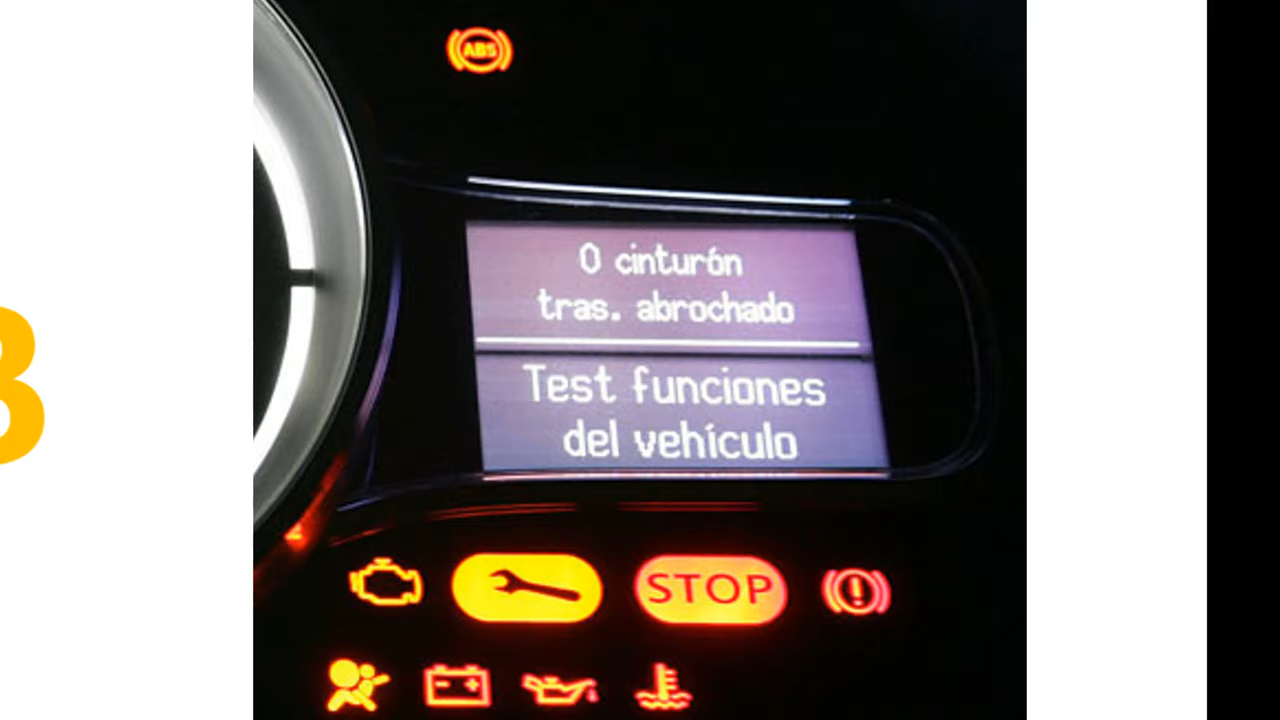 ABS
0 cinturón
tras. abrochado
Test funciones
del vehículo
STOP